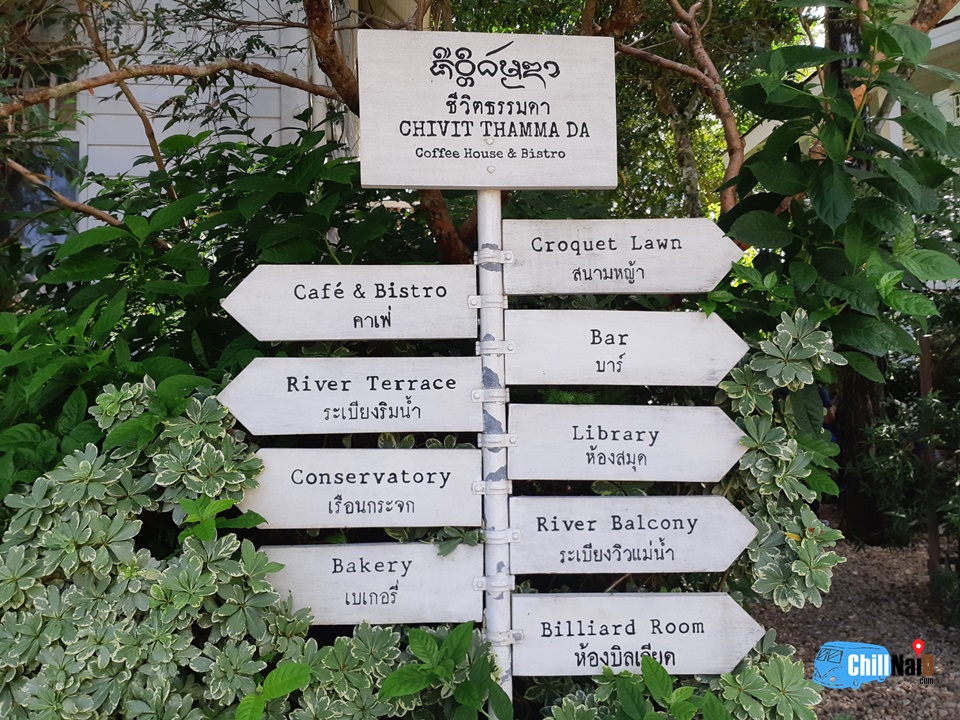 ชีวิตธรรมดา
CHIVIT THAMMA DA
Coffee House & Bistro
Croquet Lawn
สนามหญ้า
Café & Bistro
คาเฟ่
Bar
บาร์
River Terrace
ระเบียงริมน้ำ
Library
ห้องสมุด
Conservatory
เรือนกระจก
River Balcony
ระเบียงวิวแม่น้ำ
Bakery
เบเกอรี่
Billiard Room
ห้องบิลเลียด
ChillNaiD
.com